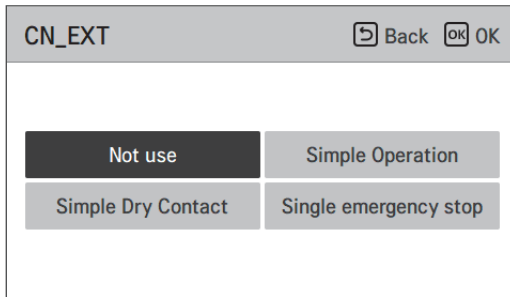 CN_EXT Back OK OK
Not use Simple Operation
Simple Dry Contact Single emergency stop